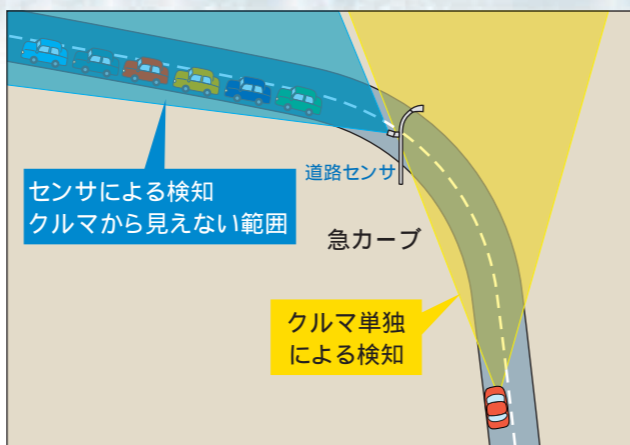 センサによる検知
クルマから見えない範囲
道路センサ
急カーブ
クルマ単独
による検知